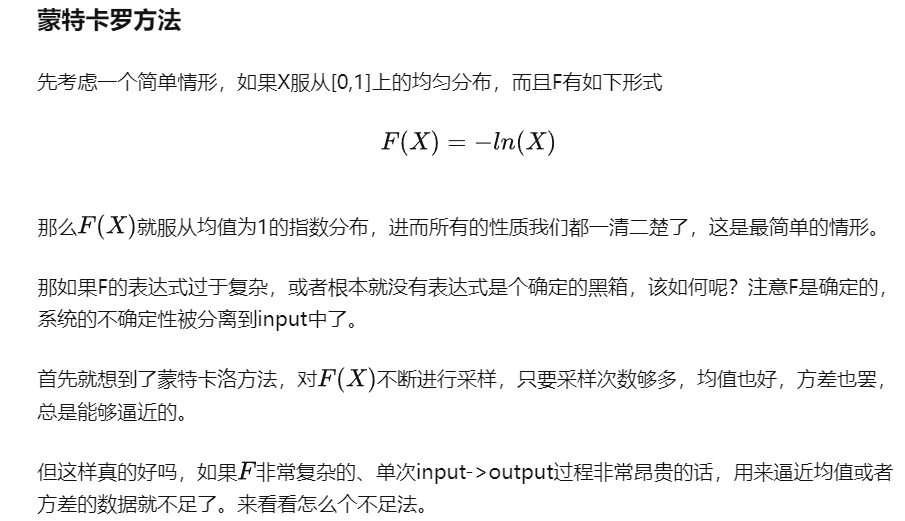 蒙特卡罗方法
先考虑一个简单情形，如果X服从[0,1]上的均匀分布，而且F有如下形式
F(X) = −ln(X)
那么F(X)就服从均值为1的指数分布，进而所有的性质我们都一清二楚了，这是最简单的情形。
那如果F的表达式过于复杂，或者根本就没有表达式是个确定的黑箱，该如何呢？注意F是确定的，
系统的不确定性被分离到input中了。
首先就想到了蒙特卡洛方法，对F(X)不断进行采样，只要采样次数够多，均值也好，方差也罢，
总是能够逼近的。
但这样真的好吗，如果F非常复杂的、单次input->output过程非常昂贵的话，用来逼近均值或者
方差的数据就不足了。来看看怎么个不足法。